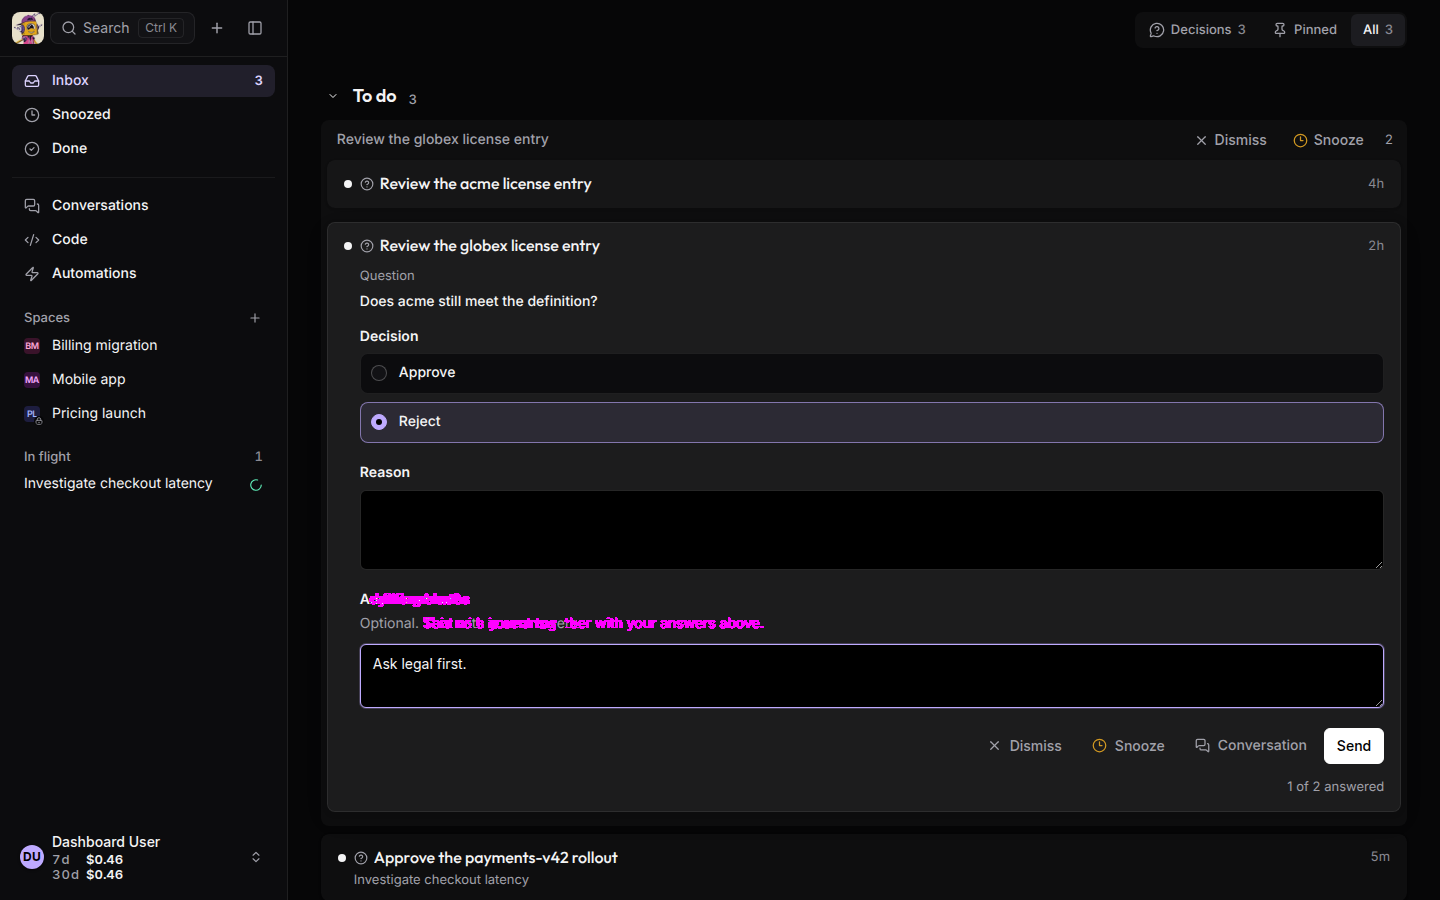 Search Ctrl K
Decisions 3
Pinned
All 3
Inbox 3
Snoozed
Done
Conversations
Code
Automations
Spaces
BM Billing migration
MA Mobile app
PL Pricing launch
In flight 1
Investigate checkout latency
Dashboard User
DU
7d $0.46
30d $0.46
To do 3
Review the globex license entry
Dismiss
Snooze
2
Review the acme license entry 4h
Review the globex license entry 2h
Question
Does acme still meet the definition?
Decision
Approve
Reject
Reason
Optional. with your answers above.
Ask legal first.
Dismiss
Snooze
Conversation
Send
1 of 2 answered
Approve the payments-v42 rollout 5m
Investigate checkout latency